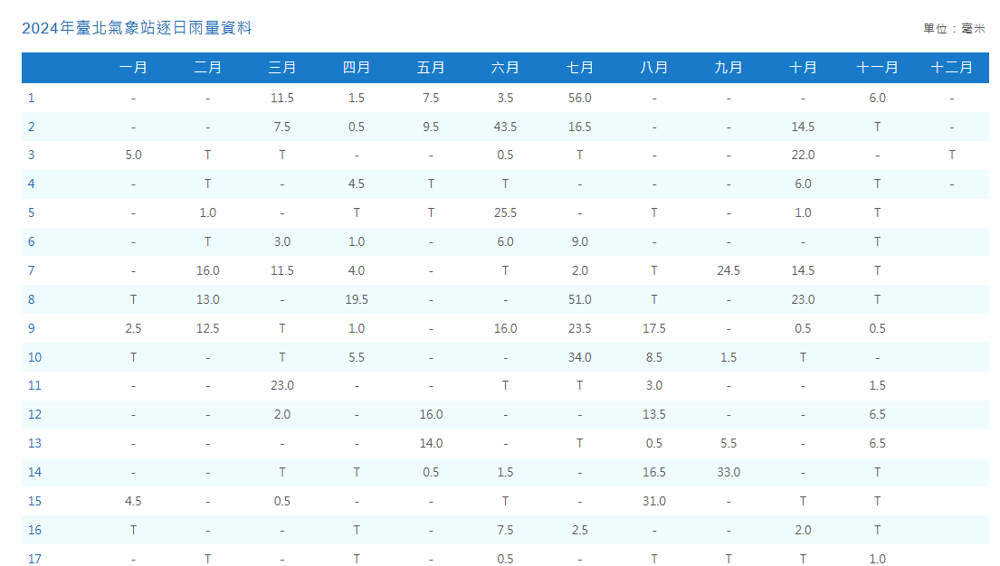 2024年臺北氣象站逐日雨量資料
單位：毫米
一月 二月 三月 四月 五月 六月 七月 八月 九月 十月 十一月 十二月
1 - - 11.5 1.5 7.5 3.5 56.0 - - - 6.0 -
2 - - 7.5 0.5 9.5 43.5 16.5 - - 14.5 T -
3 5.0 T T - - 0.5 T - - 22.0 - T
4 - T - 4.5 T T - - - 6.0 T -
5 - 1.0 - T T 25.5 - T - 1.0 T
6 - T 3.0 1.0 - 6.0 9.0 - - - T
7 - 16.0 11.5 4.0 - T 2.0 T 24.5 14.5 T
8 T 13.0 - 19.5 - - 51.0 T - 23.0 T
9 2.5 12.5 T 1.0 - 16.0 23.5 17.5 - 0.5 0.5
10 T - T 5.5 - - 34.0 8.5 1.5 T -
11 - - 23.0 - - T T 3.0 - - 1.5
12 - - 2.0 - 16.0 - - 13.5 - - 6.5
13 - - - - 14.0 - T 0.5 5.5 - 6.5
14 - - T T 0.5 1.5 - 16.5 33.0 - T
15 4.5 - 0.5 - - T - 31.0 - T T
16 T - - T - 7.5 2.5 - - 2.0 T
17 - T - T - 0.5 - T T T 1.0